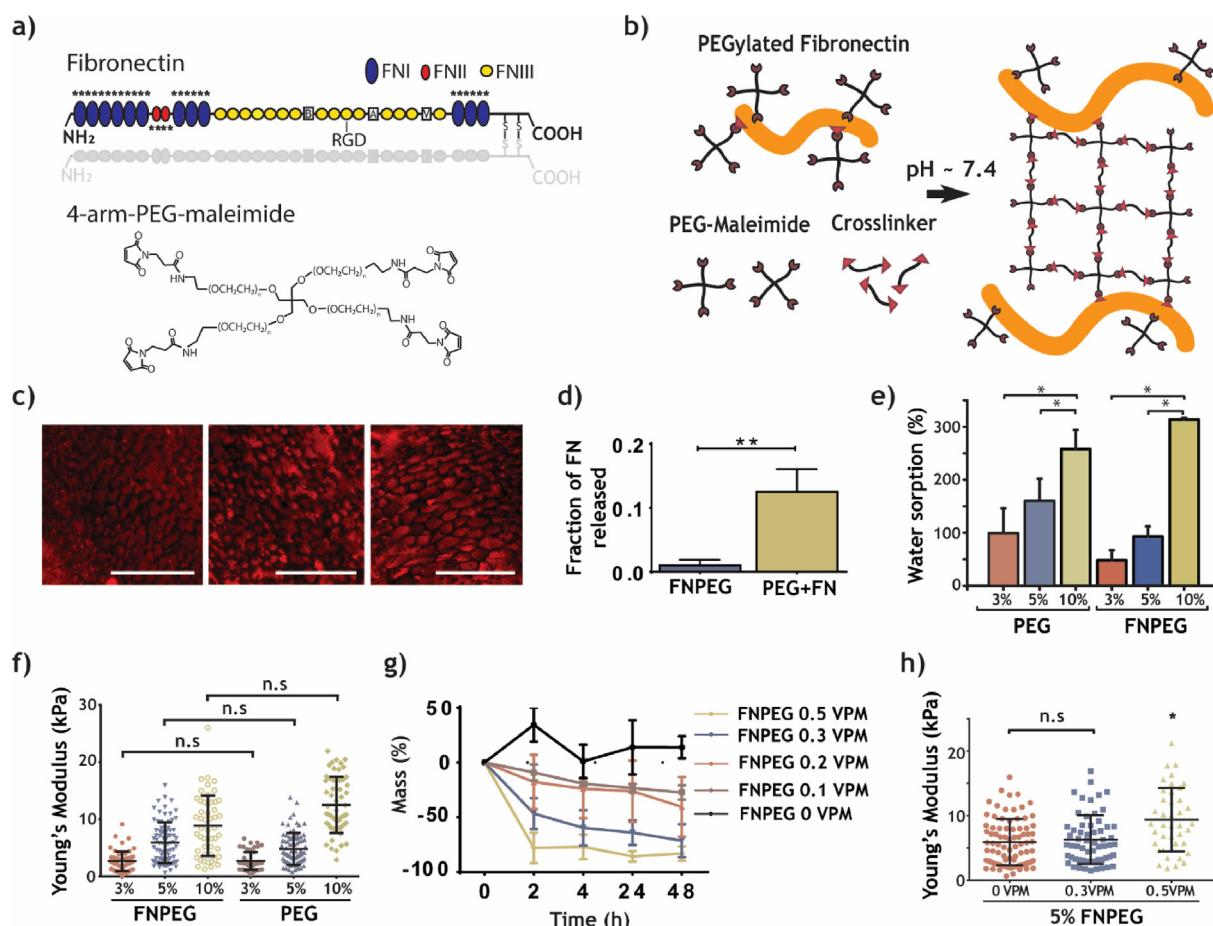 a)
Fibronectin
FNI FNII FNIII
************ **** ***
****
B A V
NH₂ RGD S S COOH
S S
NH₂ COOH
4-arm-PEG-maleimide
O N O O NH (OCH₂CH₂)n O
O (OCH₂CH₂O)n NH O N O
b)
PEGylated Fibronectin
pH ~ 7.4
PEG-Maleimide Crosslinker
c)
d)
Fraction of FN
released
0.2
0.1
0.0
**
FNPEG PEG+FN
e)
Water sorption (%)
300
200
100
0
* *
* *
3% 5% 10% 3% 5% 10%
PEG FNPEG
f)
Young's Modulus (kPa)
30
20
10
0
n.s
n.s
n.s
3% 5% 10% 3% 5% 10%
FNPEG PEG
g)
Mass (%)
50
0
-50
-100
0 2 4 24 48
Time (h)
FNPEG 0.5 VPM
FNPEG 0.3 VPM
FNPEG 0.2 VPM
FNPEG 0.1 VPM
FNPEG 0 VPM
h)
Young's Modulus (kPa)
20
10
0
n.s *
0 VPM 0.3VPM 0.5VPM
5% FNPEG